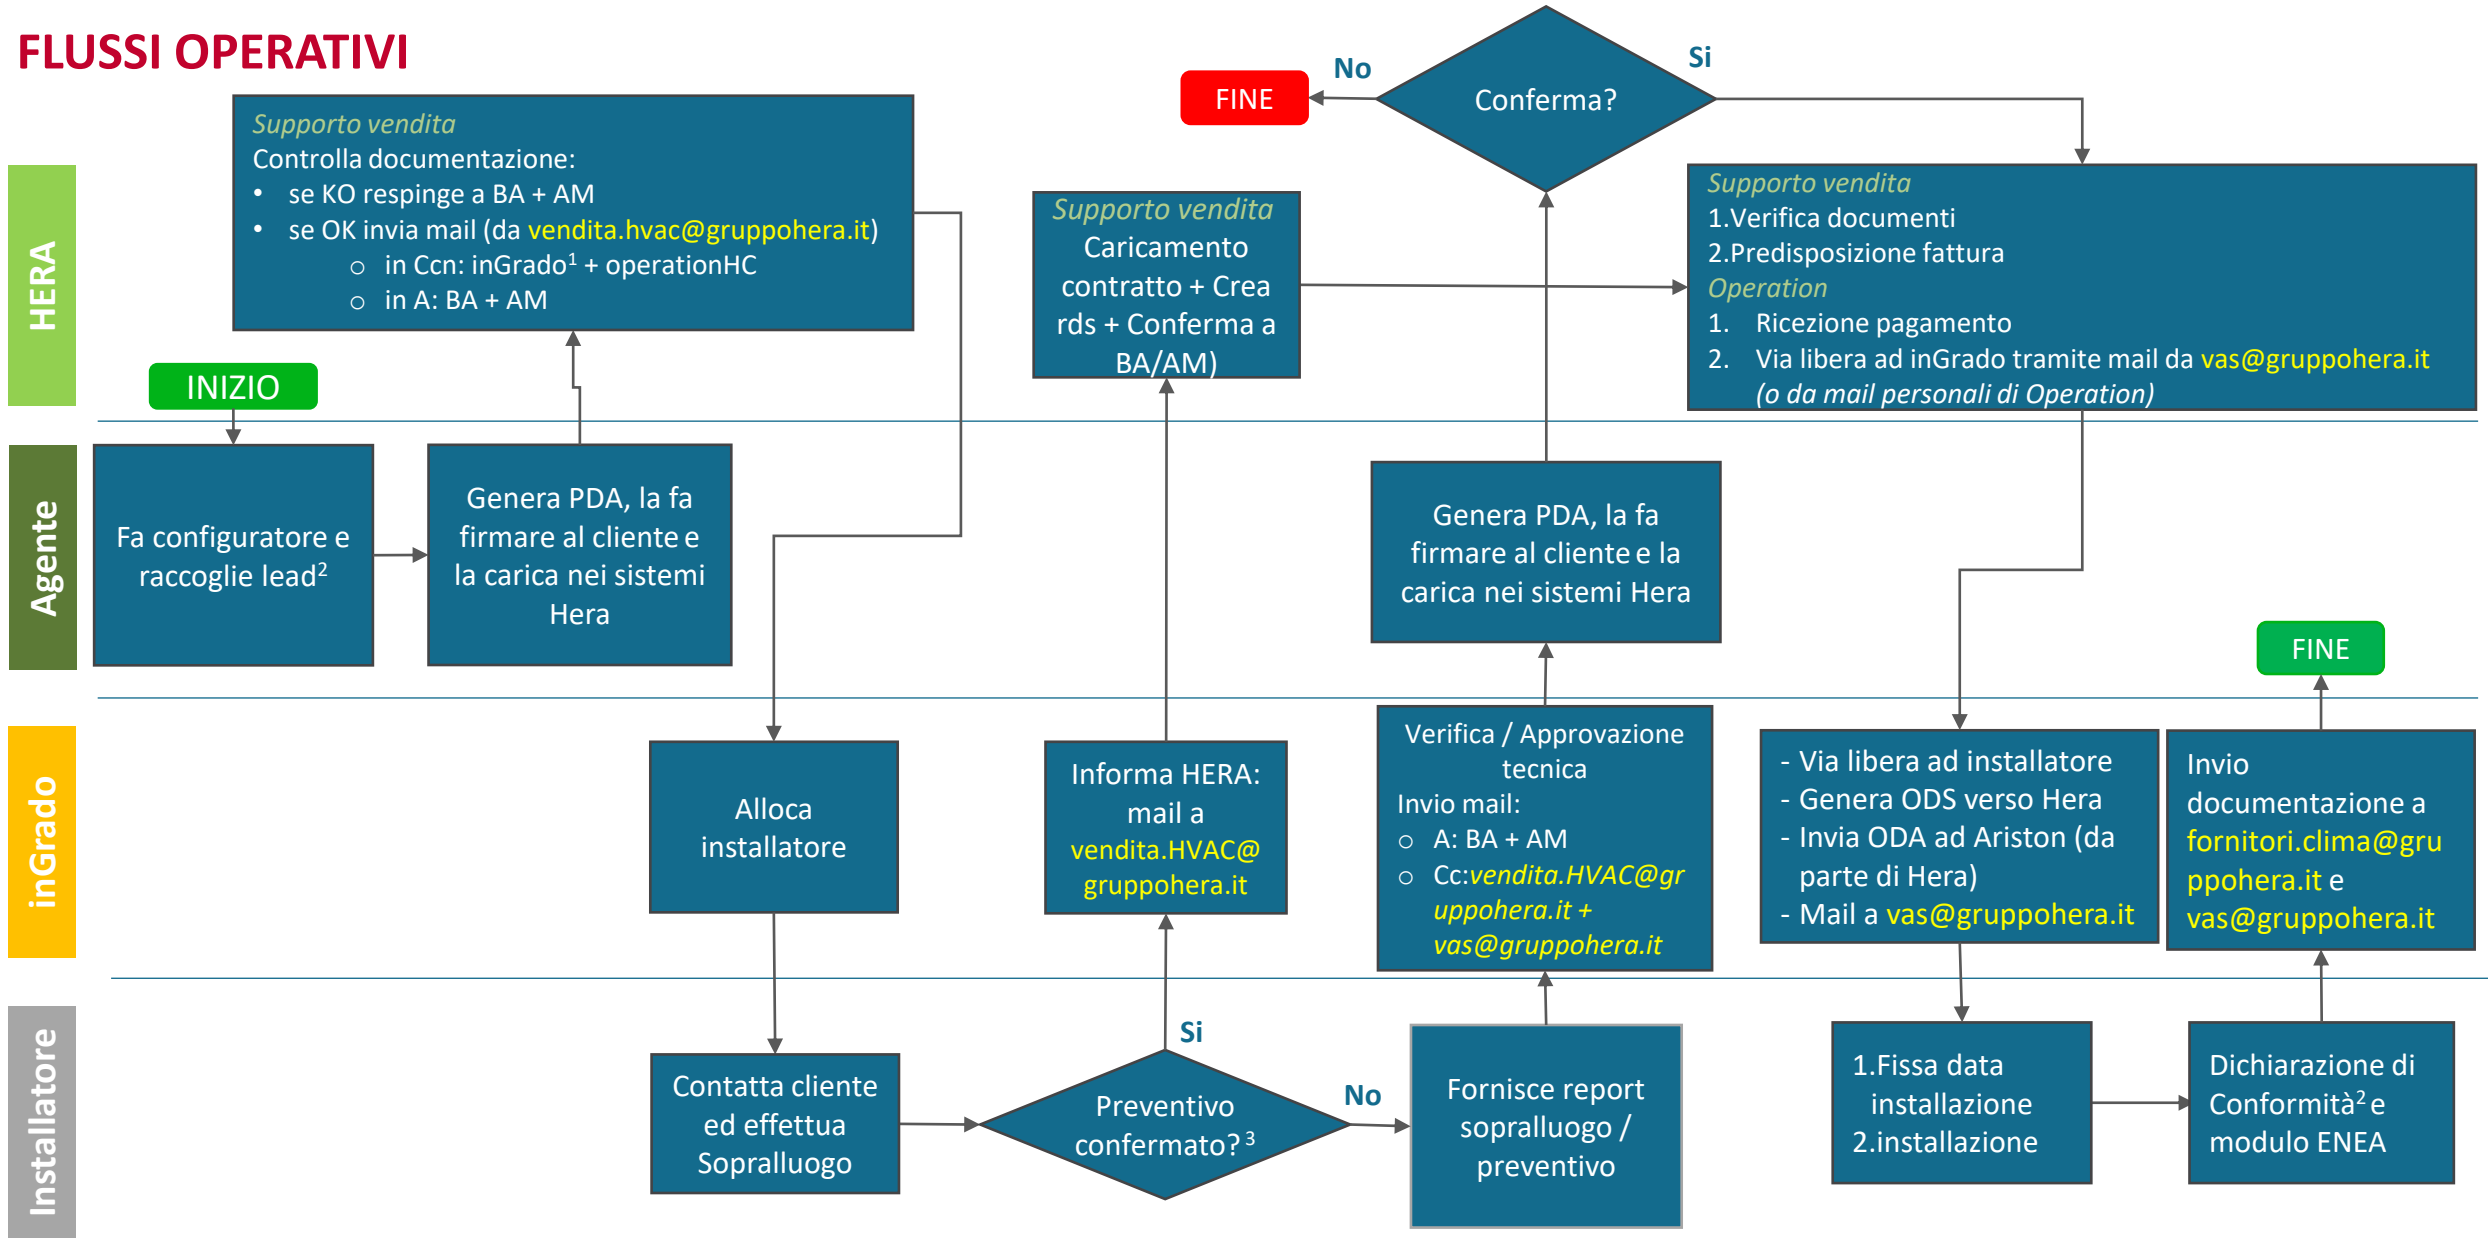 FLUSSI OPERATIVI
HERA
Agente
inGrado
Installatore
Supporto vendita
Controlla documentazione:
• se KO respinge a BA + AM
• se OK invia mail (da vendita.hvac@gruppohera.it)
o in Ccn: inGrado¹ + operationHC
o in A: BA + AM
INIZIO
Fa configuratore e
raccoglie lead²
Genera PDA, la fa
firmare al cliente e
la carica nei sistemi
Hera
Alloca
installatore
Contatta cliente
ed effettua
Sopralluogo
Preventivo
confermato? ³
Si
No
Informa HERA:
mail a
vendita.HVAC@
gruppohera.it
Supporto vendita
Caricamento
contratto + Crea
rds + Conferma a
BA/AM)
Fornisce report
sopralluogo /
preventivo
Verifica / Approvazione
tecnica
Invio mail:
o A: BA + AM
o Cc:vendita.HVAC@gr
uppohera.it +
vas@gruppohera.it
Genera PDA, la fa
firmare al cliente e la
carica nei sistemi Hera
Conferma?
No
Si
FINE
Supporto vendita
1.Verifica documenti
2.Predisposizione fattura
Operation
1. Ricezione pagamento
2. Via libera ad inGrado tramite mail da vas@gruppohera.it
(o da mail personali di Operation)
- Via libera ad installatore
- Genera ODS verso Hera
- Invia ODA ad Ariston (da
parte di Hera)
- Mail a vas@gruppohera.it
1.Fissa data
installazione
2.installazione
Dichiarazione di
Conformità² e
modulo ENEA
Invio
documentazione a
fornitori.clima@gru
ppohera.it e
vas@gruppohera.it
FINE